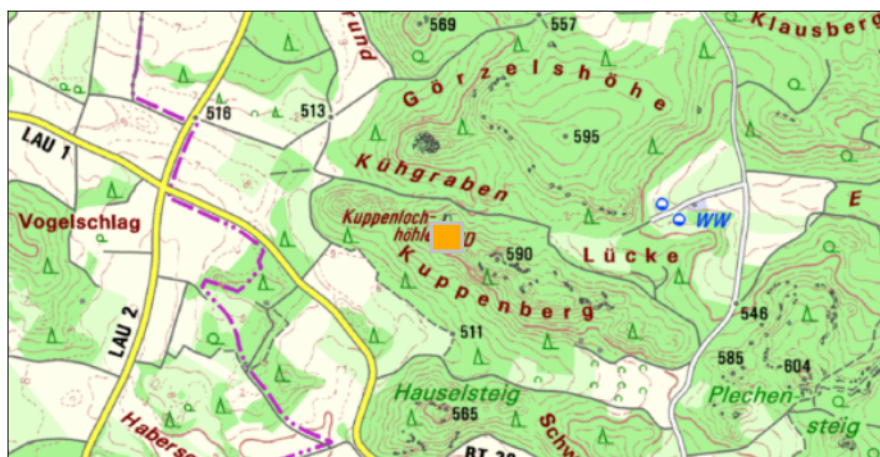 569
557
Klausberg
rund
Görzelshöhe
516
513
595
LAU 1
Kühgraben
E
Vogelschlag
Kuppenloch-
höhle
D
WW
590
Lücke
Kuppenberg
LAU 2
511
546
585
604
Hauselsteig
565
Plechen-
steig